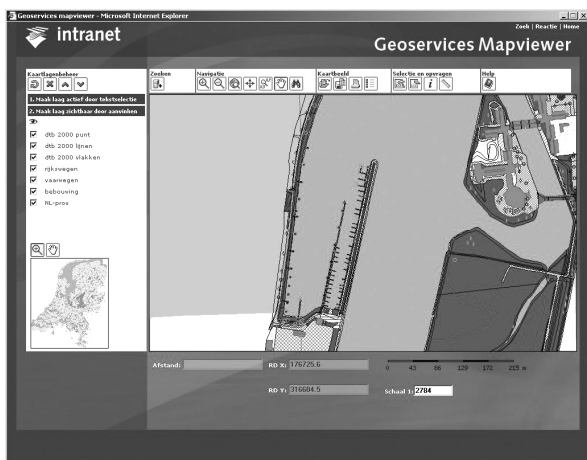 Geoservices mapviewer - Microsoft Internet Explorer
Zoek | Reactie | Home
intranet
Geoservices Mapviewer
Kaartlagenbeheer
Zoeken
Navigatie
Kaartbeeld
Selectie en opvragen
Help
1. Maak laag actief door tekstselectie
2. Maak laag zichtbaar door aanvinken
dtb 2000 punt
dtb 2000 lijnen
dtb 2000 vlakken
rijkswegen
vaarwegen
bebouwing
NL-pros
Afstand:
RD X: 176725.6
0 43 86 129 172 215 m
RD Y: 316684.5
Schaal 1: 2784